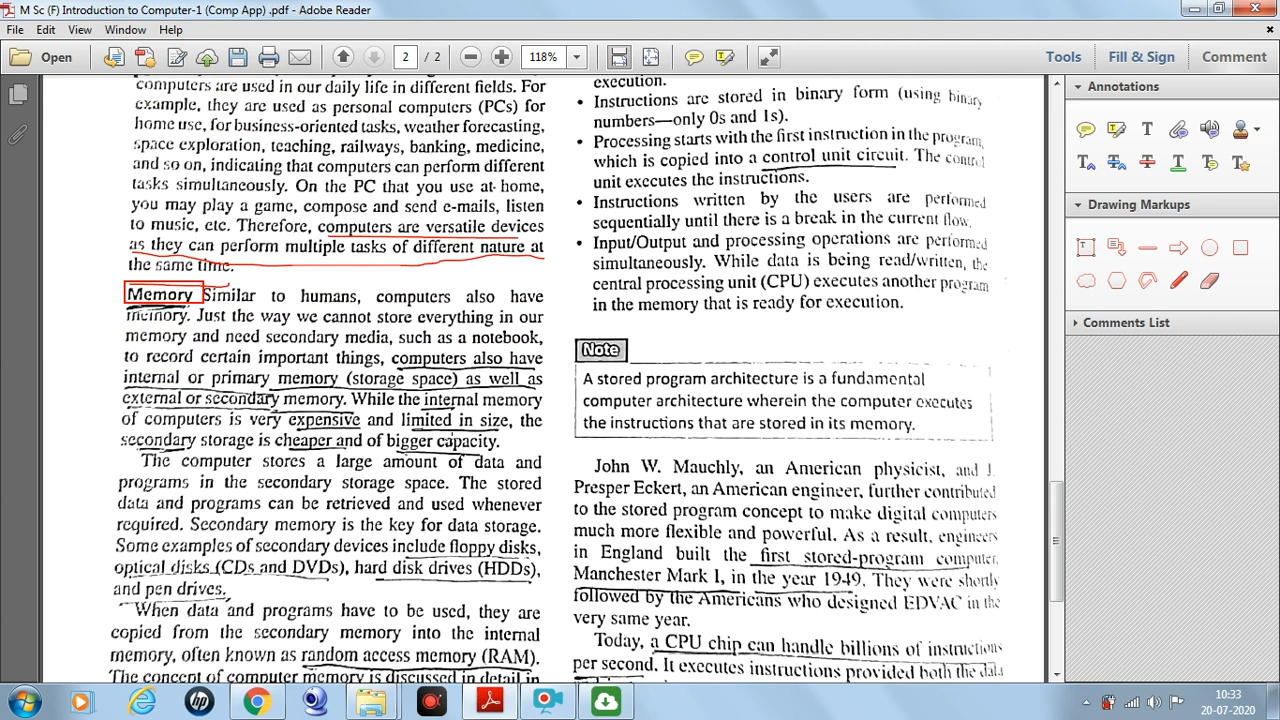 M Sc (F) Introduction to Computer-1 (Comp App) .pdf - Adobe Reader
File Edit View Window Help
Open
2 / 2
118%
Tools Fill & Sign Comment
computers are used in our daily life in different fields. For
example, they are used as personal computers (PCs) for
home use, for business-oriented tasks, weather forecasting,
space exploration, teaching, railways, banking, medicine,
and so on, indicating that computers can perform different
tasks simultaneously. On the PC that you use at home,
you may play a game, compose and send e-mails, listen
to music, etc. Therefore, computers are versatile devices
as they can perform multiple tasks of different nature at
the same time.
Memory Similar to humans, computers also have
memory. Just the way we cannot store everything in our
memory and need secondary media, such as a notebook,
to record certain important things, computers also have
internal or primary memory (storage space) as well as
external or secondary memory. While the internal memory
of computers is very expensive and limited in size, the
secondary storage is cheaper and of bigger capacity.
The computer stores a large amount of data and
programs in the secondary storage space. The stored
data and programs can be retrieved and used whenever
required. Secondary memory is the key for data storage.
Some examples of secondary devices include floppy disks,
optical disks (CDs and DVDs), hard disk drives (HDDs),
and pen drives.
When data and programs have to be used, they are
copied from the secondary memory into the internal
memory, often known as random access memory (RAM).
The concept of computer memory is discussed in detail in
execution.
• Instructions are stored in binary form (using binary
numbers—only 0s and 1s).
• Processing starts with the first instruction in the program,
which is copied into a control unit circuit. The control
unit executes the instructions.
• Instructions written by the users are performed
sequentially until there is a break in the current flow.
• Input/Output and processing operations are performed
simultaneously. While data is being read/written, the
central processing unit (CPU) executes another program
in the memory that is ready for execution.
Note
A stored program architecture is a fundamental
computer architecture wherein the computer executes
the instructions that are stored in its memory.
John W. Mauchly, an American physicist, and J.
Presper Eckert, an American engineer, further contributed
to the stored program concept to make digital computers
much more flexible and powerful. As a result, engineers
in England built the first stored-program computer,
Manchester Mark I, in the year 1949. They were shortly
followed by the Americans who designed EDVAC in the
very same year.
Today, a CPU chip can handle billions of instructions
per second. It executes instructions provided both the data
Annotations
Drawing Markups
Comments List
10:33
20-07-2020